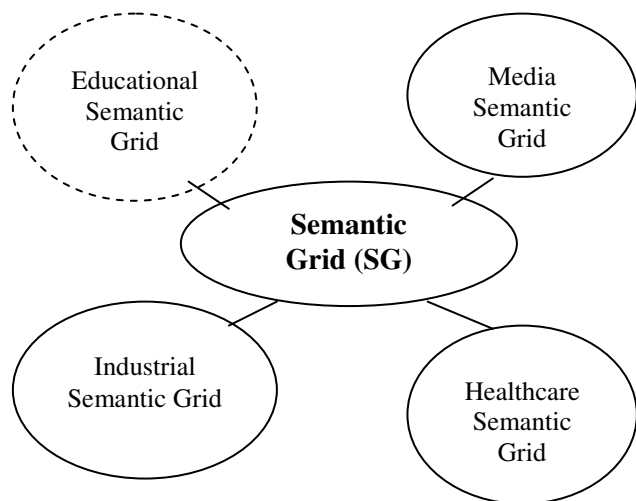 Educational
Semantic
Grid
Media
Semantic
Grid
Semantic
Grid (SG)
Industrial
Semantic Grid
Healthcare
Semantic
Grid